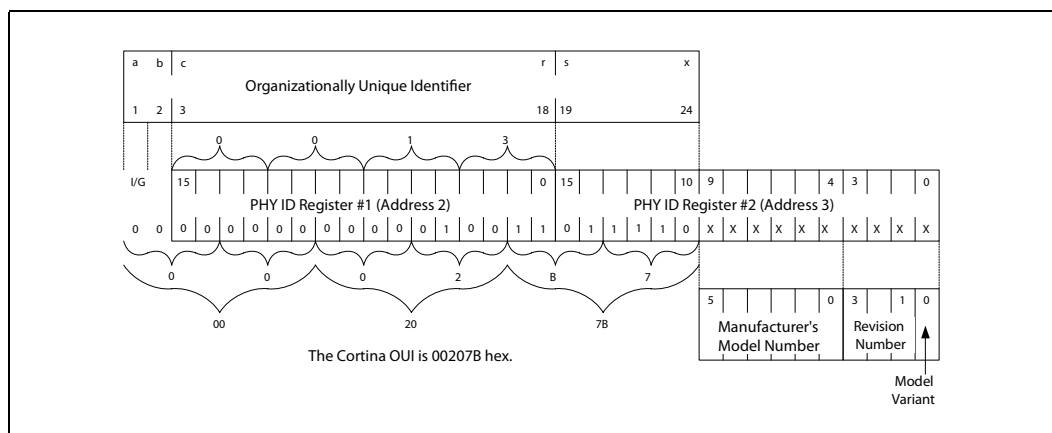 a b c r s x
Organizationally Unique Identifier
1 2 3 18 19 24
0 0 1 3
I/G 15 0 15 10 9 4 3 0
PHY ID Register #1 (Address 2) PHY ID Register #2 (Address 3)
0 0 0 0 0 0 0 0 0 0 0 0 0 1 0 0 1 1 0 1 1 1 1 0 X X X X X X X X X X
0 0 0 2 B 7
5 0 3 1 0
00 20 7B
Manufacturer's
Model Number
Revision
Number
The Cortina OUI is 00207B hex.
Model
Variant